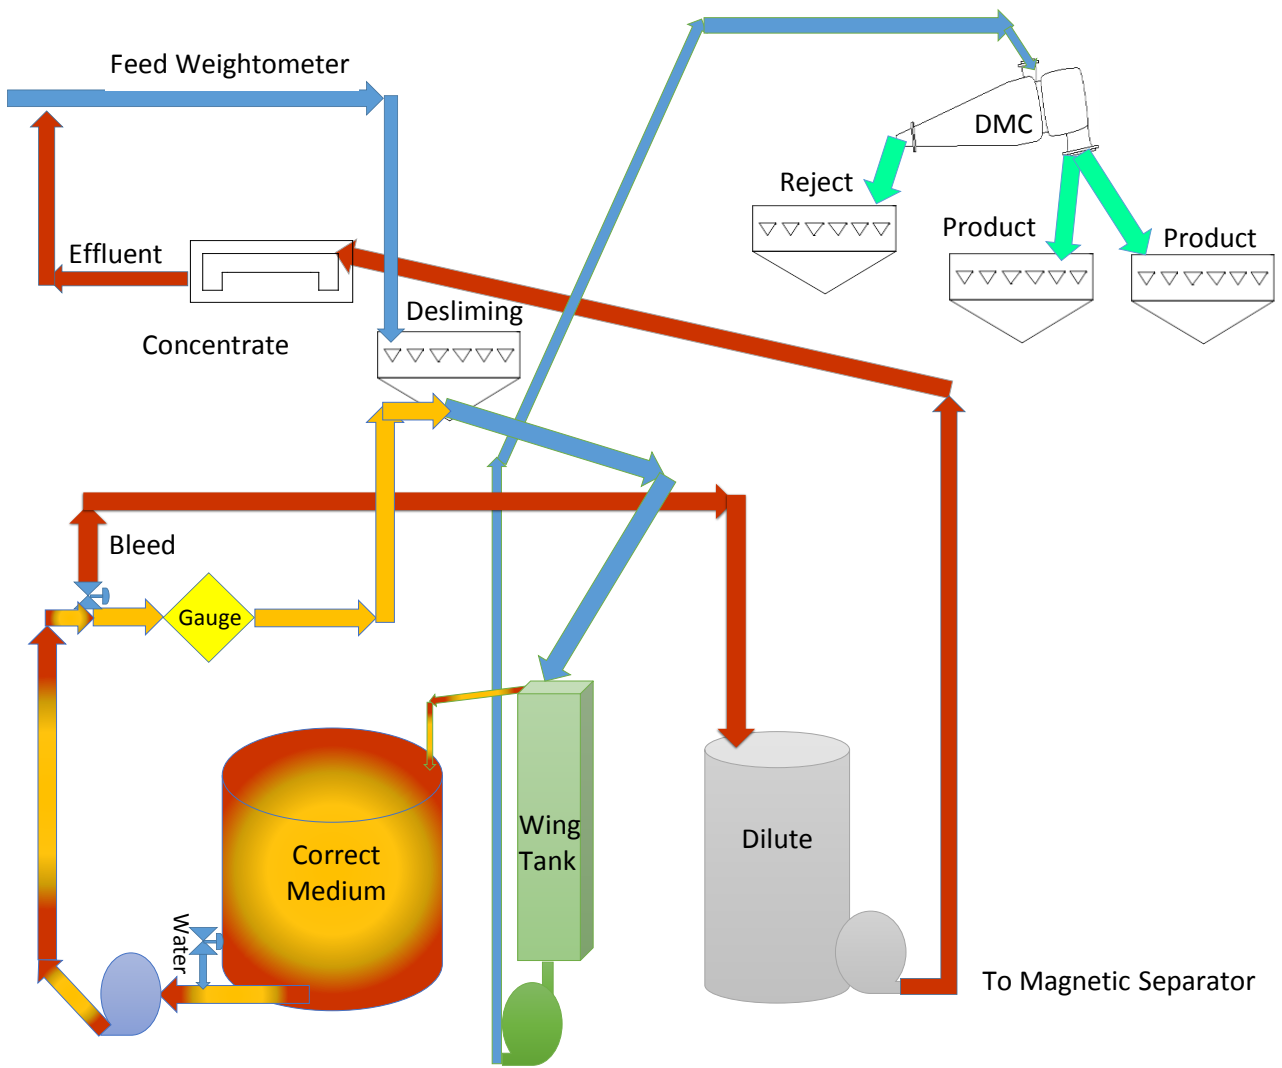 Feed Weightometer
DMC
Reject
Product
Product
Effluent
Desliming
Concentrate
Bleed
Gauge
Wing
Tank
Correct
Medium
Dilute
Water
To Magnetic Separator